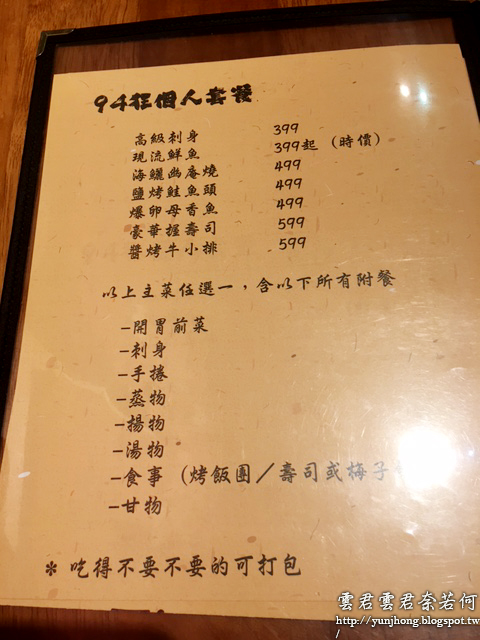 94狂個人套餐
高級刺身 399
現流鮮魚 399起 (時價)
海鱺幽庵燒 499
鹽烤鮭魚頭 499
爆卵母香魚 499
豪華握壽司 599
醬烤牛小排 599
以上主菜任選一，含以下所有附餐
–開胃前菜
–刺身
–手捲
–蒸物
–揚物
–湯物
–食事 (烤飯團／壽司或梅子
–甘物
* 吃得不要不要的可打包
雲君雲君奈若何
http://yunjhong.blogspot.tw
/